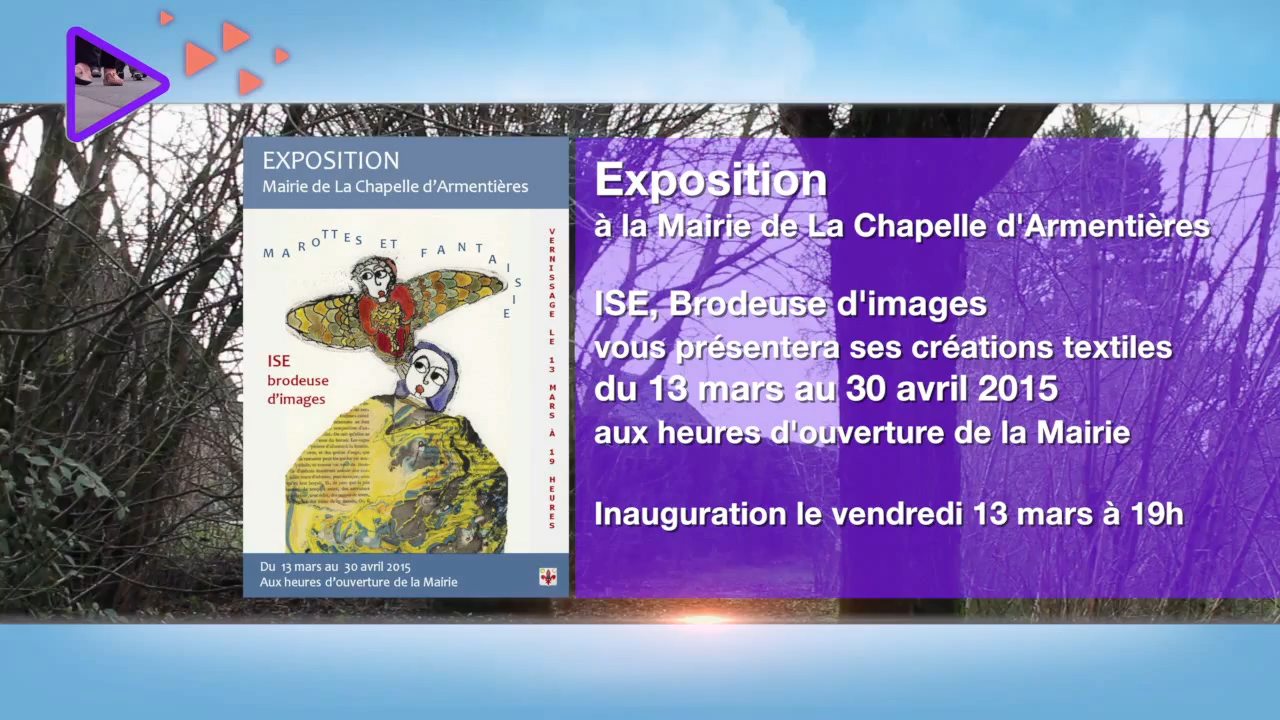 EXPOSITION
Mairie de La Chapelle d'Armentières
MAROTTES ET FANTAISIE
VERNISSAGE LE 13 MARS À 19 HEURES
ISE
brodeuse
d'images
Du 13 mars au 30 avril 2015
Aux heures d'ouverture de la Mairie
Exposition
à la Mairie de La Chapelle d'Armentières
ISE, Brodeuse d'images
vous présentera ses créations textiles
du 13 mars au 30 avril 2015
aux heures d'ouverture de la Mairie
Inauguration le vendredi 13 mars à 19h